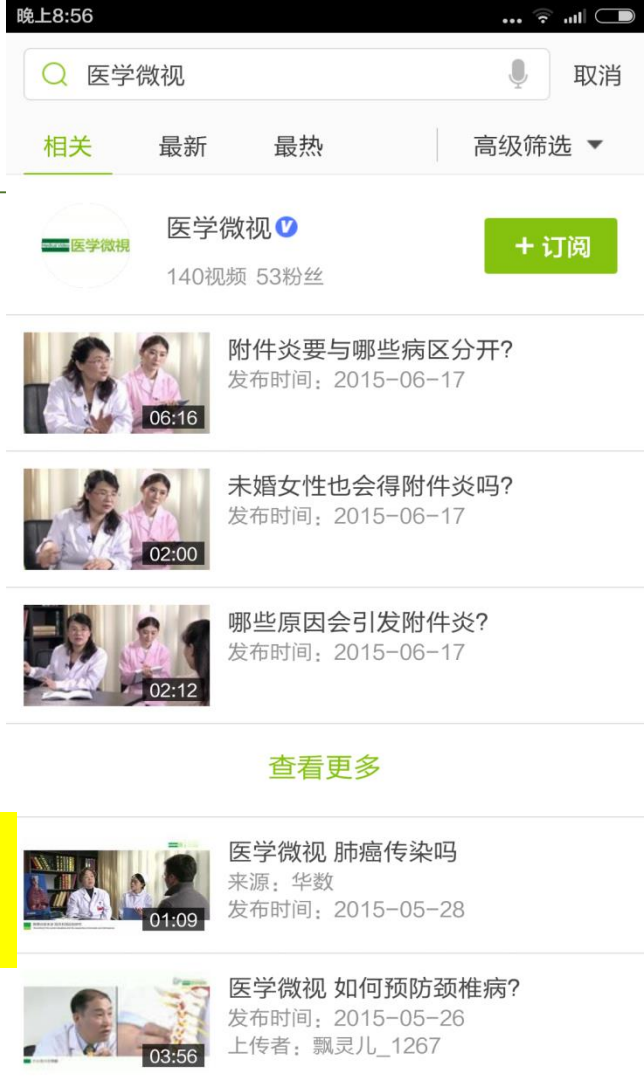 晚上8:56
医学微视
取消
相关 最新 最热 高级筛选
医学微視
医学微视
140视频 53粉丝
+ 订阅
附件炎要与哪些病区分开?
发布时间：2015-06-17
06:16
未婚女性也会得附件炎吗?
发布时间：2015-06-17
02:00
哪些原因会引发附件炎?
发布时间：2015-06-17
02:12
查看更多
医学微视 肺癌传染吗
来源：华数
发布时间：2015-05-28
01:09
医学微视 如何预防颈椎病?
发布时间：2015-05-26
上传者：飘灵儿_1267
03:56